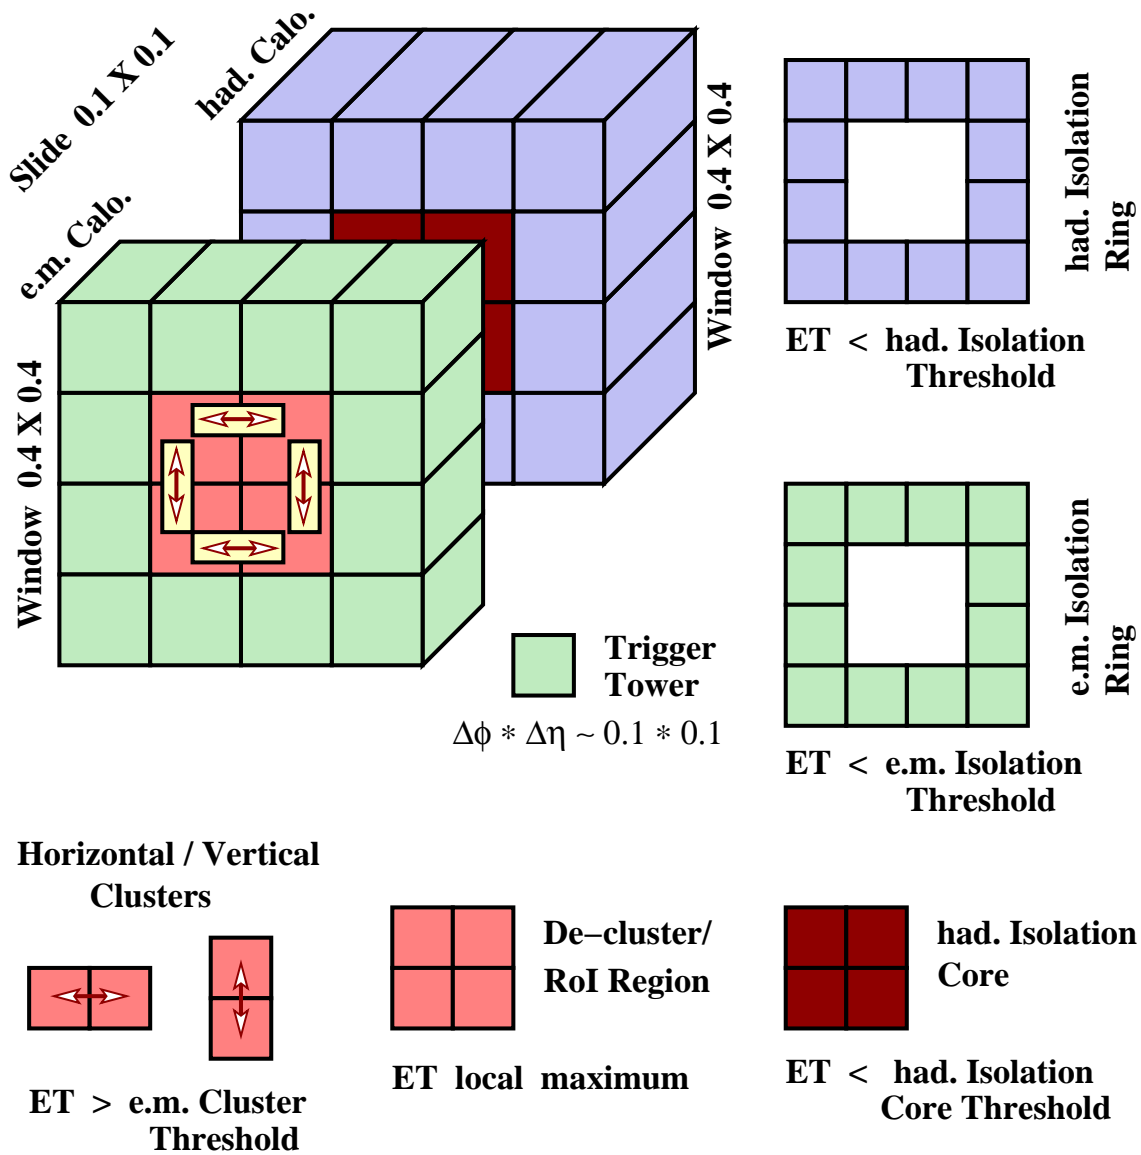 Slide 0.1 X 0.1
had. Calo.
e.m. Calo.
Window 0.4 X 0.4
Window 0.4 X 0.4
had. Isolation
Ring
ET < had. Isolation
Threshold
e.m. Isolation
Ring
ET < e.m. Isolation
Threshold
Trigger
Tower
Δϕ * Δη ~ 0.1 * 0.1
Horizontal / Vertical
Clusters
ET > e.m. Cluster
Threshold
De−cluster/
RoI Region
ET local maximum
had. Isolation
Core
ET < had. Isolation
Core Threshold